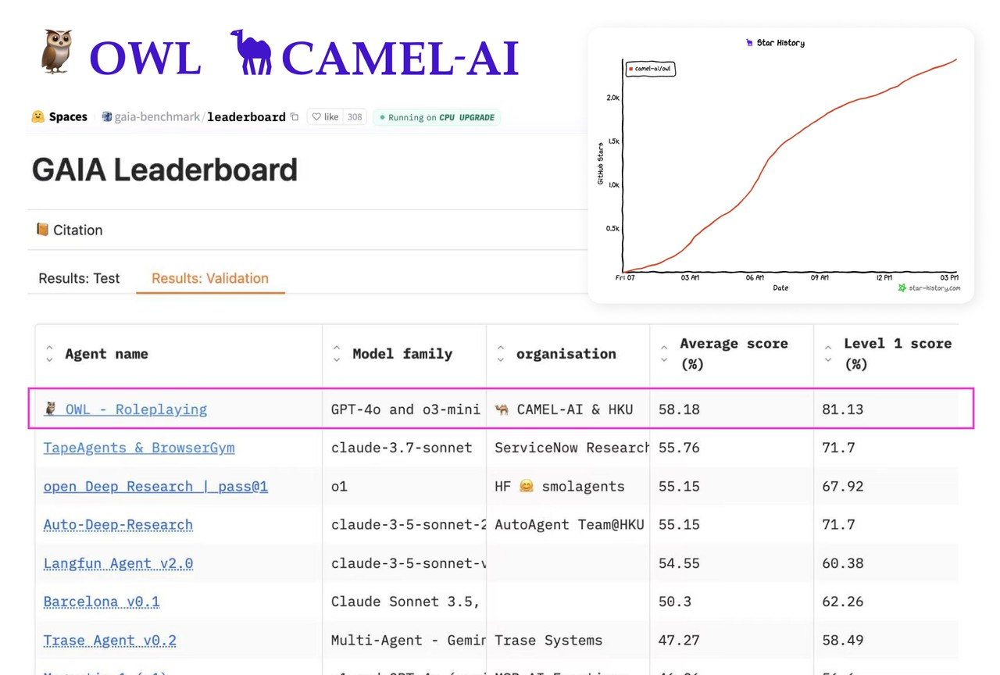 OWL CAMEL-AI
Spaces gaia-benchmark/leaderboard like 308 Running on CPU UPGRADE
GAIA Leaderboard
Citation
Results: Test Results: Validation
Star History
camel-ai/owl
2.0k
1.5k
1.0k
0.5k
GitHub Stars
Fri 07 03 AM 06 AM 09 AM 12 PM 03 PM
Date
star-history.com
Agent name Model family organisation Average score (%) Level 1 score (%)
OWL - Roleplaying GPT-4o and o3-mini CAMEL-AI & HKU 58.18 81.13
TapeAgents & BrowserGym claude-3.7-sonnet ServiceNow Research 55.76 71.7
open Deep Research | pass@1 o1 HF smolagents 55.15 67.92
Auto-Deep-Research claude-3-5-sonnet-2 AutoAgent Team@HKU 55.15 71.7
Langfun Agent v2.0 claude-3-5-sonnet-v 54.55 60.38
Barcelona v0.1 Claude Sonnet 3.5, 50.3 62.26
Trase Agent v0.2 Multi-Agent - Gemin Trase Systems 47.27 58.49